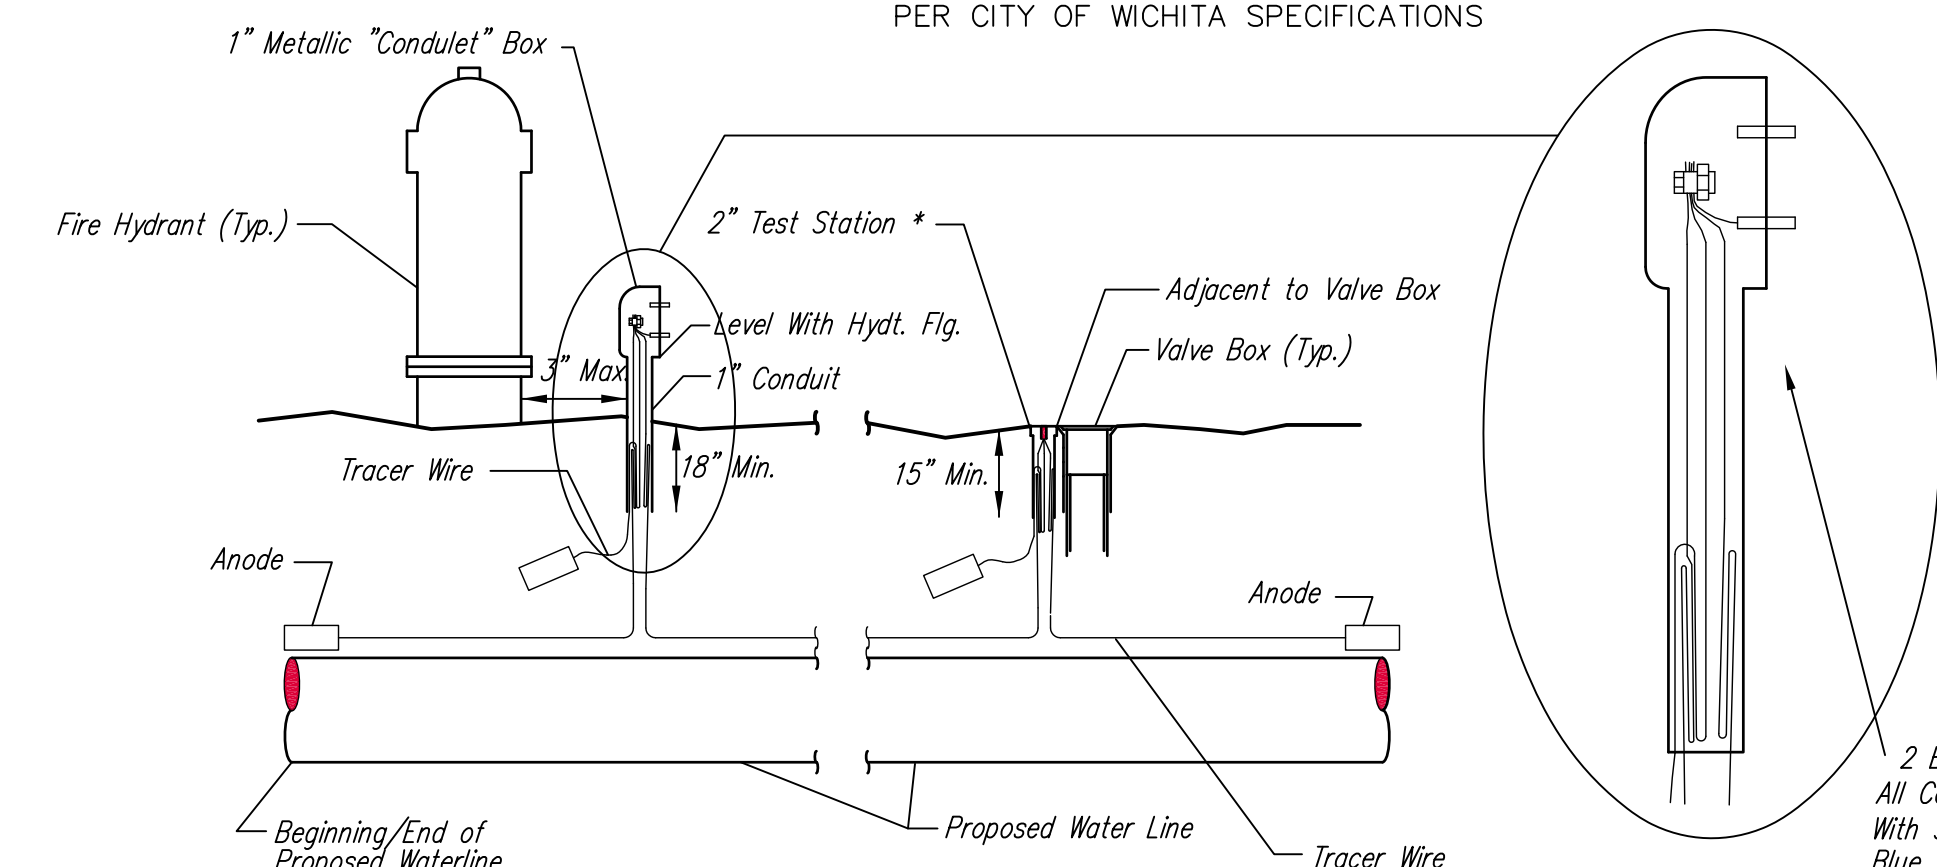 PER CITY OF WICHITA SPECIFICATIONS
1" Metallic "Condulet" Box
Fire Hydrant (Typ.)
2" Test Station *
Adjacent to Valve Box
Level With Hydt. Flg.
Valve Box (Typ.)
3" Max.
1" Conduit
Tracer Wire
18" Min.
15" Min.
Anode
Anode
2
All
With
Blue
Beginning/End of
Proposed Waterline
Proposed Water Line
Tracer Wire